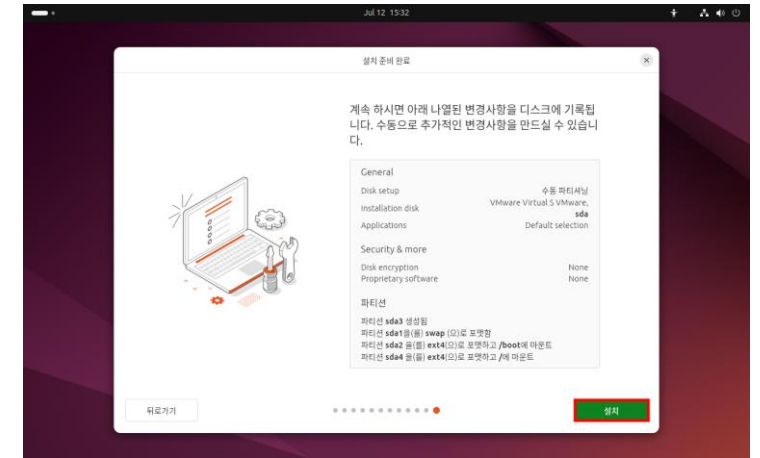 Jul 12 15:32
설치 준비 완료
계속 하시면 아래 나열된 변경사항을 디스크에 기록됩
니다. 수동으로 추가적인 변경사항을 만드실 수 있습니
다.
General
Disk setup 수동 파티셔닝
Installation disk VMware Virtual S VMware,
sda
Applications Default selection
Security & more
Disk encryption None
Proprietary software None
파티션
파티션 sda3 생성됨
파티션 sda1을(를) swap (으)로 포맷함
파티션 sda2 을(를) ext4(으)로 포맷하고 /boot에 마운트
파티션 sda4 을(를) ext4(으)로 포맷하고 /에 마운트
뒤로가기
설치